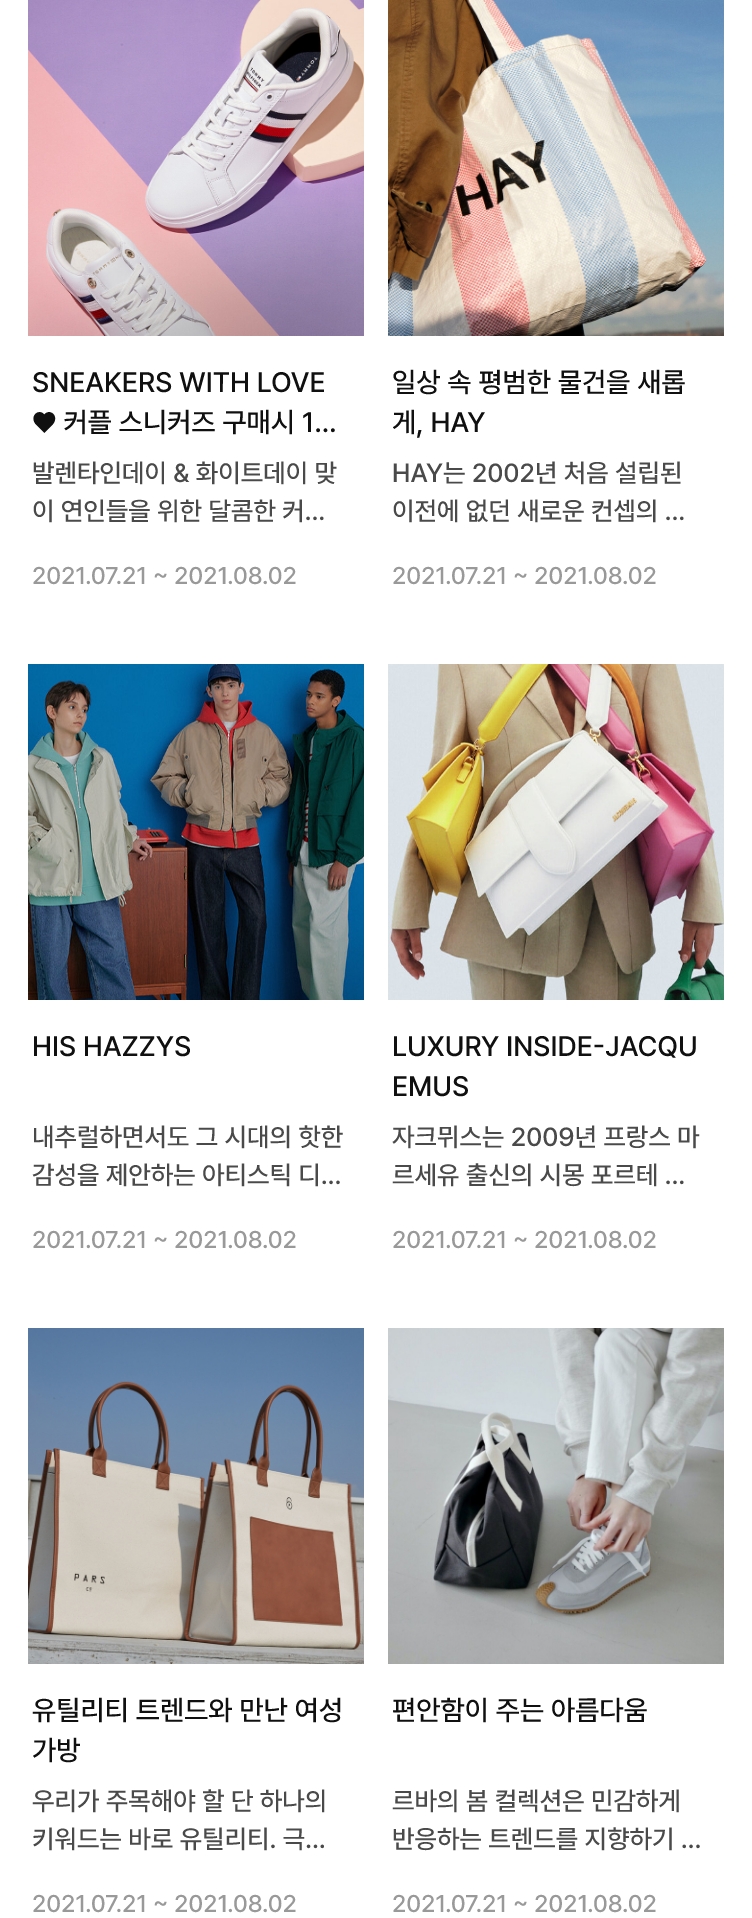 HAY
SNEAKERS WITH LOVE
♥ 커플 스니커즈 구매시 1...
발렌타인데이 & 화이트데이 맞
이 연인들을 위한 달콤한 커...
2021.07.21 ~ 2021.08.02
일상 속 평범한 물건을 새롭
게, HAY
HAY는 2002년 처음 설립된
이전에 없던 새로운 컨셉의 ...
2021.07.21 ~ 2021.08.02
HIS HAZZYS
내추럴하면서도 그 시대의 핫한
감성을 제안하는 아티스틱 디...
2021.07.21 ~ 2021.08.02
LUXURY INSIDE-JACQU
EMUS
자크뮈스는 2009년 프랑스 마
르세유 출신의 시몽 포르테 ...
2021.07.21 ~ 2021.08.02
PARS
유틸리티 트렌드와 만난 여성
가방
우리가 주목해야 할 단 하나의
키워드는 바로 유틸리티. 극...
2021.07.21 ~ 2021.08.02
편안함이 주는 아름다움
르바의 봄 컬렉션은 민감하게
반응하는 트렌드를 지향하기 ...
2021.07.21 ~ 2021.08.02